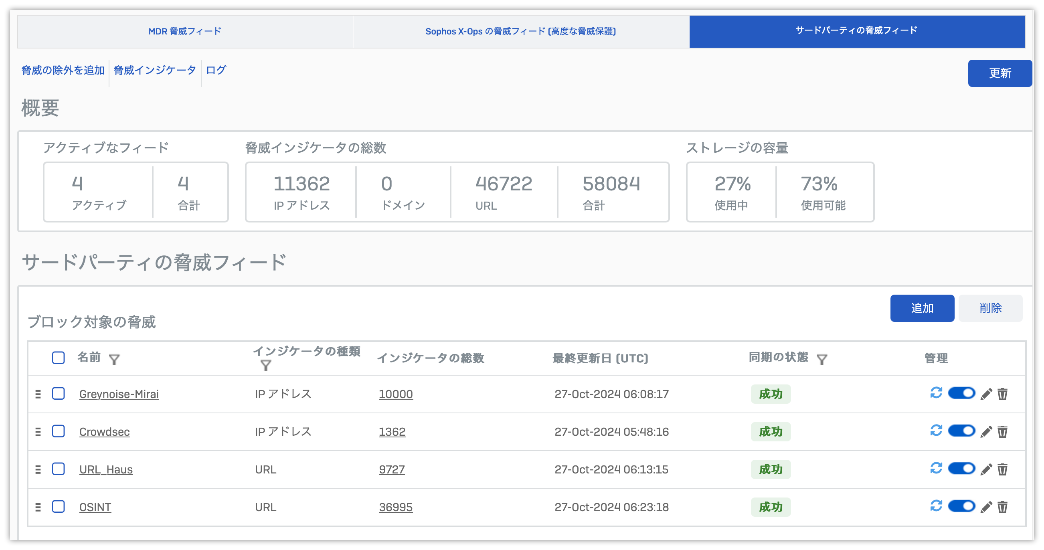 MDR 脅威フィード
Sophos X-Ops の脅威フィード (高度な脅威保護)
サードパーティの脅威フィード
脅威の除外を追加 脅威インジケータ ログ
更新
概要
アクティブなフィード 脅威インジケータの総数 ストレージの容量
4 4 11362 0 46722 58084 27% 73%
アクティブ 合計 IP アドレス ドメイン URL 合計 使用中 使用可能
サードパーティの脅威フィード
追加 削除
ブロック対象の脅威
名前 インジケータの種類 インジケータの総数 最終更新日 (UTC) 同期の状態 管理
Greynoise-Mirai IP アドレス 10000 27-Oct-2024 06:08:17 成功
Crowdsec IP アドレス 1362 27-Oct-2024 05:48:16 成功
URL_Haus URL 9727 27-Oct-2024 06:13:15 成功
OSINT URL 36995 27-Oct-2024 06:23:18 成功